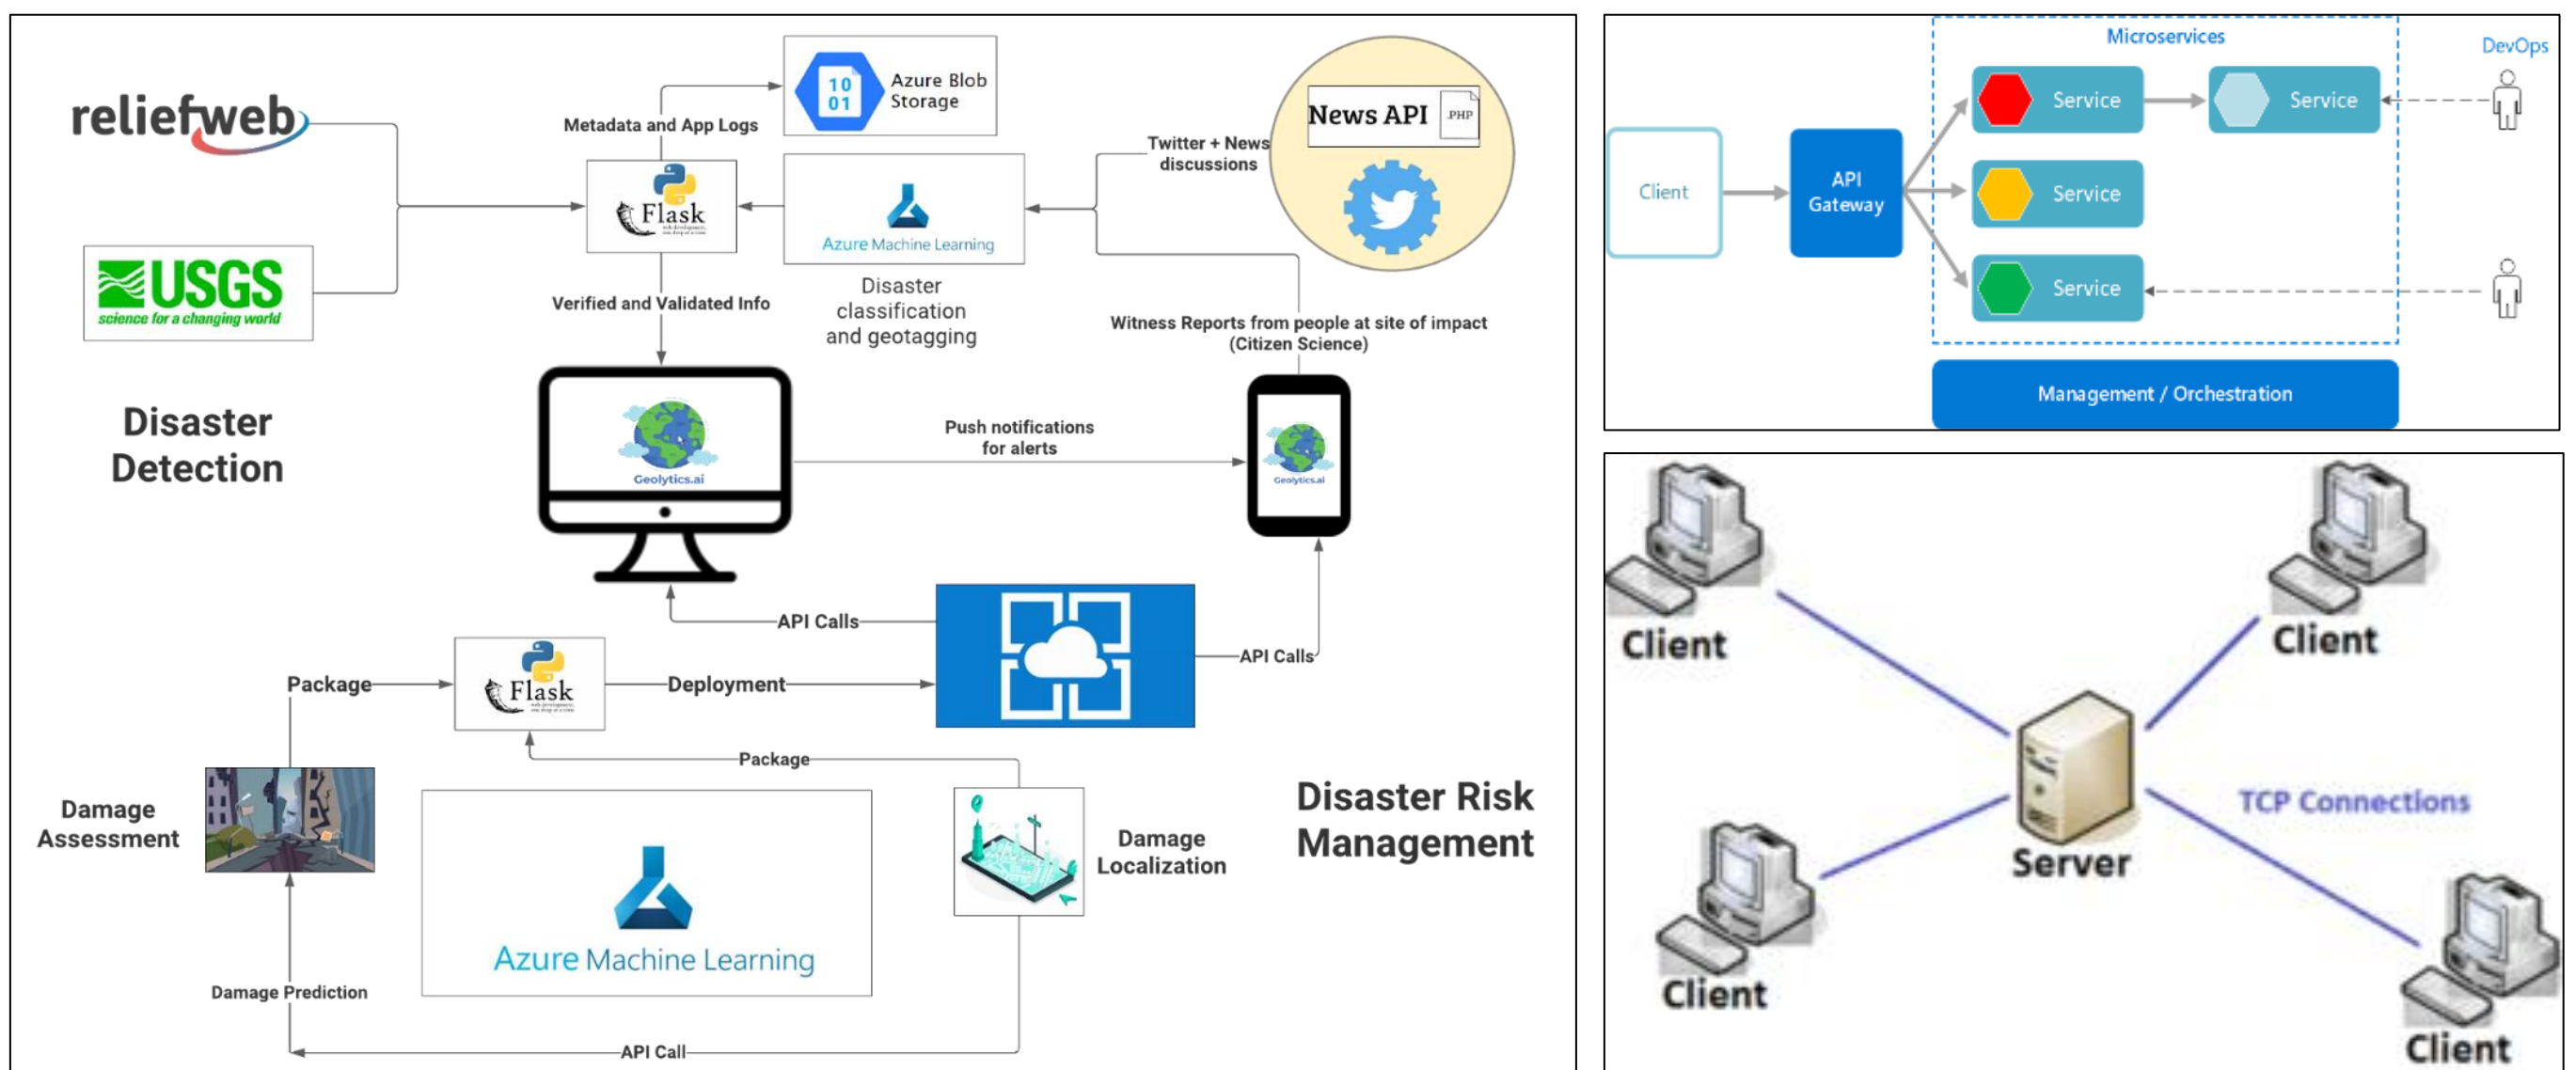 reliefweb
USGS
science for a changing world
Disaster
Detection
Metadata and App Logs
10
01
Azure Blob
Storage
Flask
Azure Machine Learning
Disaster
classification
and geotagging
Twitter + News
discussions
News API
.PHP
Verified and Validated Info
Witness Reports from people at site of impact
(Citizen Science)
Geolytics.ai
Push notifications
for alerts
Geolytics.ai
API Calls
API Calls
Package
Flask
Deployment
Package
Damage
Assessment
Azure Machine Learning
Damage
Localization
Disaster Risk
Management
Damage Prediction
API Call
Microservices
DevOps
Client
API
Gateway
Service
Service
Service
Service
Management / Orchestration
Client
Client
Server
TCP Connections
Client
Client